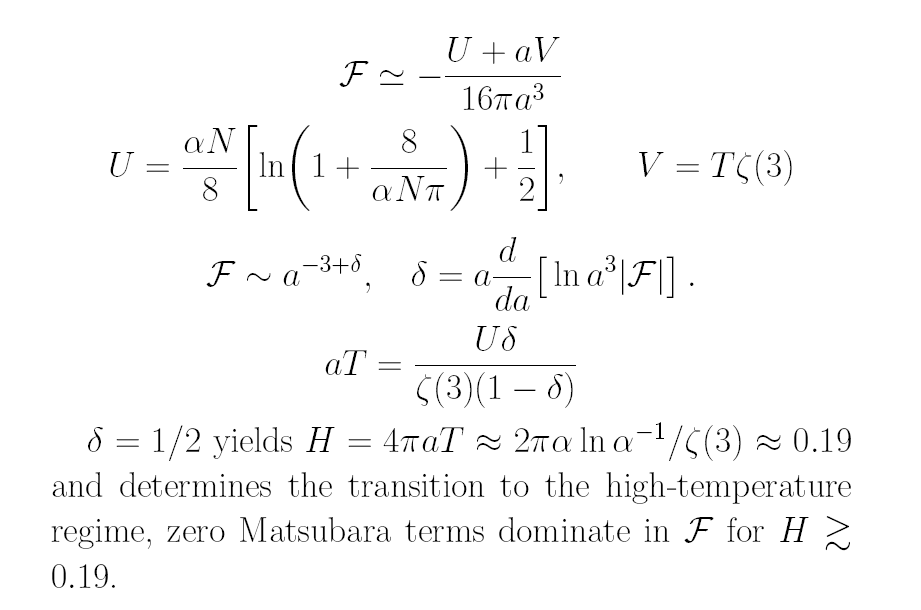 $\mathcal{F} \simeq -\frac{U + aV}{16\pi a^3}$
$U = \frac{\alpha N}{8}\left[\ln\left(1 + \frac{8}{\alpha N\pi}\right) + \frac{1}{2}\right], \qquad V = T\zeta(3)$
$\mathcal{F} \sim a^{-3+\delta}, \quad \delta = a\frac{d}{da}\left[\ln a^3|\mathcal{F}|\right].$
$aT = \frac{U\delta}{\zeta(3)(1 - \delta)}$
$\delta = 1/2$ yields $H = 4\pi aT \approx 2\pi\alpha \ln \alpha^{-1}/\zeta(3) \approx 0.19$
and determines the transition to the high-temperature
regime, zero Matsubara terms dominate in $\mathcal{F}$ for $H \gtrsim$
0.19.